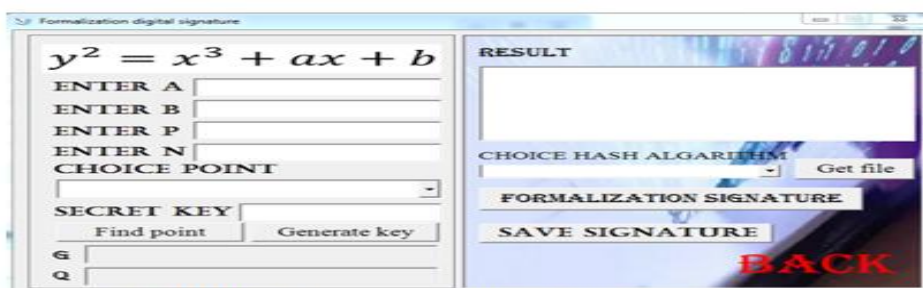 Formalization digital signature
y² = x³ + ax + b
ENTER A
ENTER B
ENTER P
ENTER N
CHOICE POINT
SECRET KEY
Find point Generate key
G
Q
RESULT
CHOICE HASH ALGARITHM
Get file
FORMALIZATION SIGNATURE
SAVE SIGNATURE
BACK